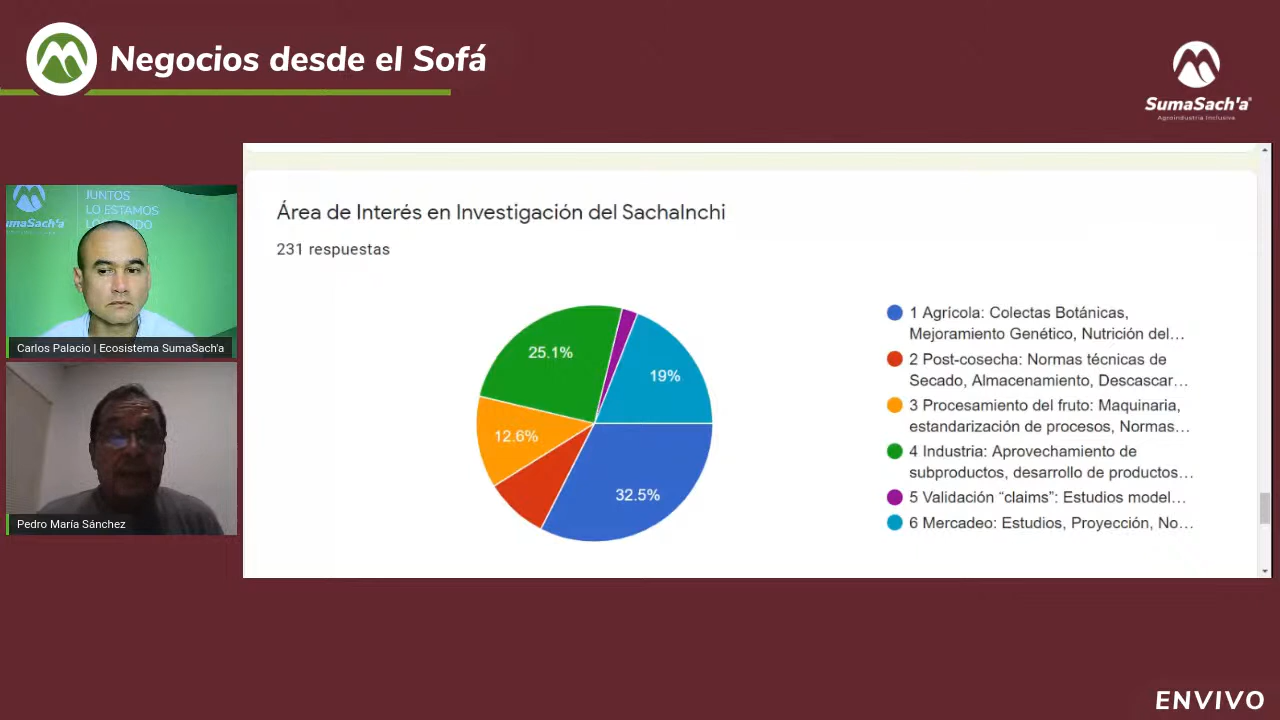 Negocios desde el Sofá
SumaSach'a®
Agroindustria Inclusiva
JUNTOS
LO ESTAMOS
Carlos Palacio | Ecosistema SumaSach'a
Pedro María Sánchez
Área de Interés en Investigación del SachaInchi
231 respuestas
25.1%
19%
12.6%
32.5%
1 Agrícola: Colectas Botánicas,
Mejoramiento Genético, Nutrición del…
2 Post-cosecha: Normas técnicas de
Secado, Almacenamiento, Descascar…
3 Procesamiento del fruto: Maquinaria,
estandarización de procesos, Normas…
4 Industria: Aprovechamiento de
subproductos, desarrollo de productos…
5 Validación “claims”: Estudios model…
6 Mercadeo: Estudios, Proyección, No…
ENVIVO